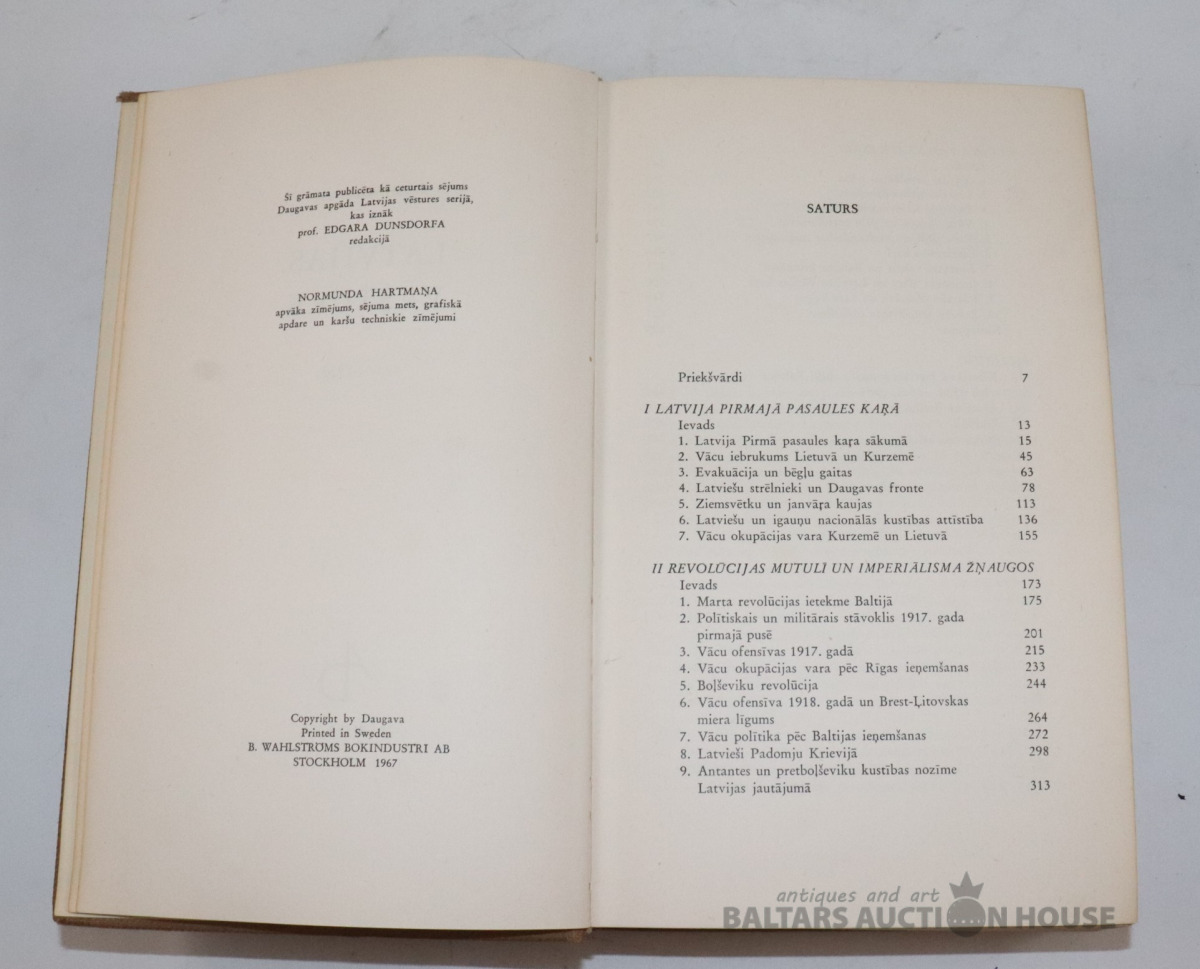 Šī grāmata publicēta kā ceturtais sējums
Daugavas apgāda Latvijas vēstures serijā,
kas iznāk
prof. EDGARA DUNSDORFA
redakcijā
NORMUNDA HARTMAŅA
apvāka zīmējums, sējuma mets, grafiskā
apdare un karšu techniskie zīmējumi
Copyright by Daugava
Printed in Sweden
B. WAHLSTRÖMS BOKINDUSTRI AB
STOCKHOLM 1967
SATURS
Priekšvārdi 7
I LATVIJA PIRMAJĀ PASAULES KAŖĀ
Ievads 13
1. Latvija Pirmā pasaules kaŗa sākumā 15
2. Vācu iebrukums Lietuvā un Kurzemē 45
3. Evakuācija un bēgļu gaitas 63
4. Latviešu strēlnieki un Daugavas fronte 78
5. Ziemsvētku un janvāŗa kaujas 113
6. Latviešu un igauņu nacionālās kustības attīstība 136
7. Vācu okupācijas vara Kurzemē un Lietuvā 155
II REVOLŪCIJAS MUTULĪ UN IMPERIĀLISMA ŽŅAUGOS
Ievads 173
1. Marta revolūcijas ietekme Baltijā 175
2. Polītiskais un militārais stāvoklis 1917. gada
pirmajā pusē 201
3. Vācu ofensīvas 1917. gadā 215
4. Vācu okupācijas vara pēc Rīgas ieņemšanas 233
5. Boļševiku revolūcija 244
6. Vācu ofensīva 1918. gadā un Brest-Ļitovskas
miera līgums 264
7. Vācu polītika pēc Baltijas ieņemšanas 272
8. Latvieši Padomju Krievijā 298
9. Antantes un pretboļševiku kustības nozīme
Latvijas jautājumā 313
antiques and art
BALTARS AUCTION HOUSE